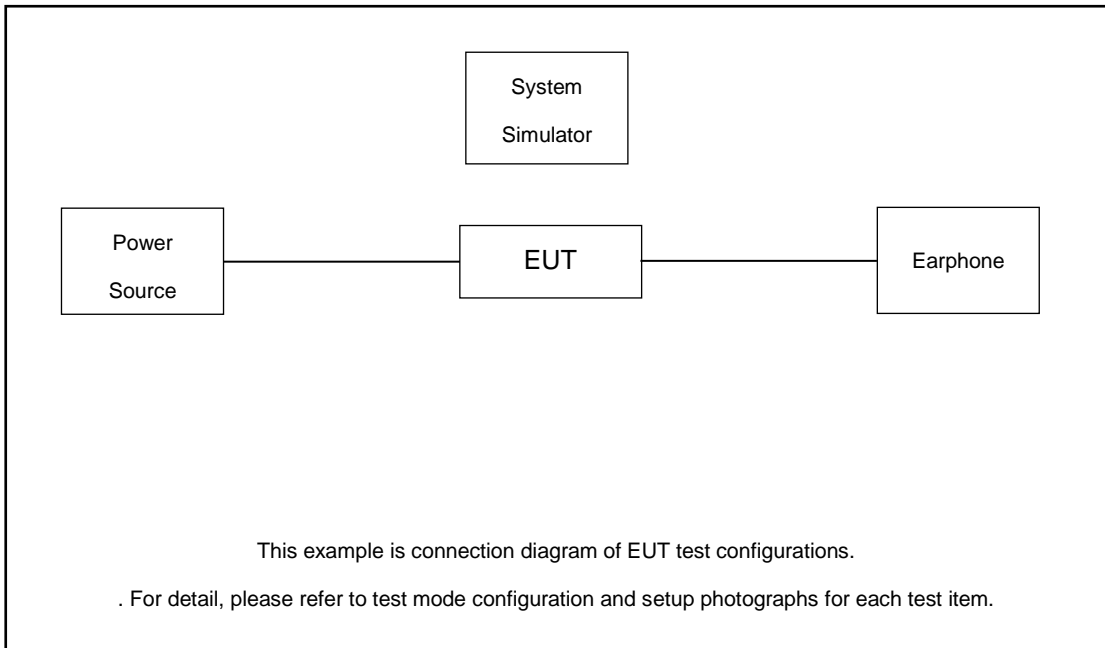 System
Simulator
Power
Source
EUT
Earphone
This example is connection diagram of EUT test configurations.
. For detail, please refer to test mode configuration and setup photographs for each test item.